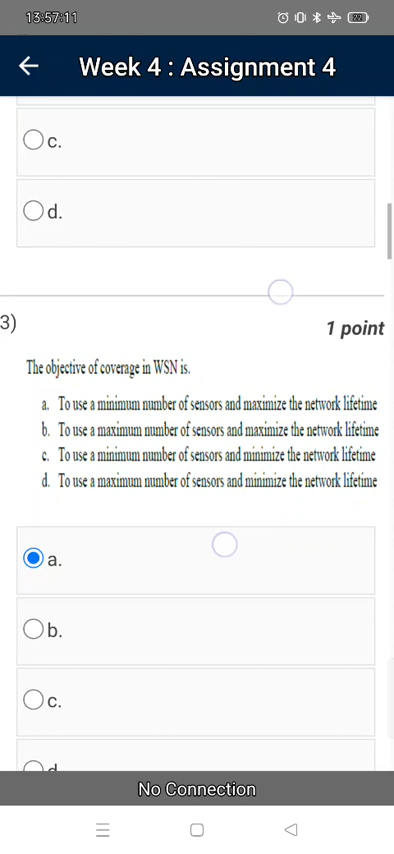 13:57:11
22
Week 4 : Assignment 4
c.
d.
3)
1 point
The objective of coverage in WSN is.
a. To use a minimum number of sensors and maximize the network lifetime
b. To use a maximum number of sensors and maximize the network lifetime
c. To use a minimum number of sensors and minimize the network lifetime
d. To use a maximum number of sensors and minimize the network lifetime
a.
b.
c.
d
No Connection